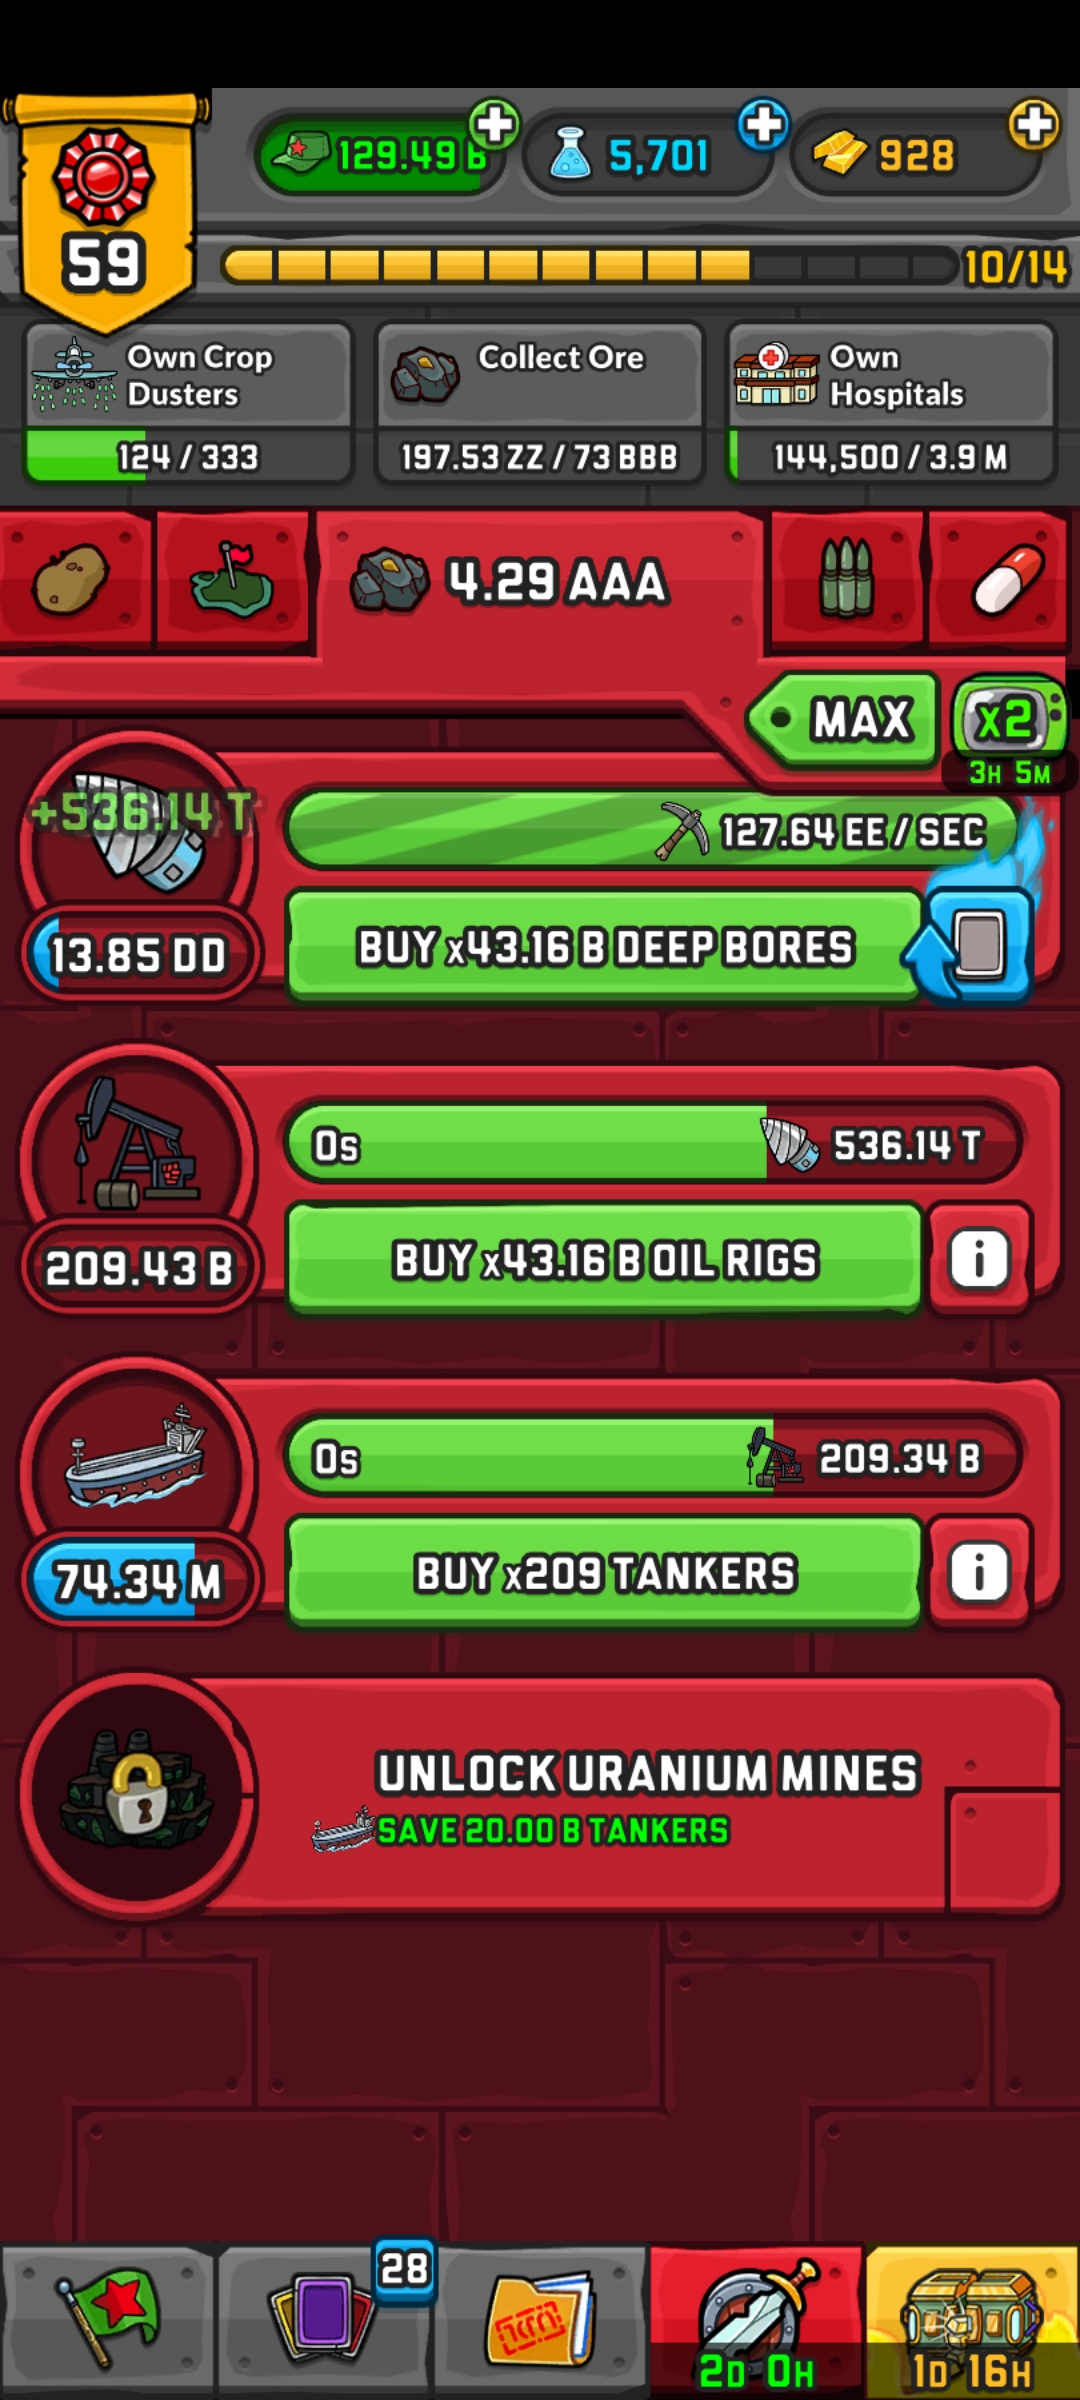 129.49 B
5,701
928
59
10/14
Own Crop
Dusters
124 / 333
Collect Ore
197.53 ZZ / 73 BBB
Own
Hospitals
144,500 / 3.9 M
4.29 AAA
MAX
x2
3H 5M
+536.14 T
127.64 EE / SEC
13.85 DD
BUY x43.16 B DEEP BORES
0s
536.14 T
209.43 B
BUY x43.16 B OIL RIGS
i
0s
209.34 B
74.34 M
BUY x209 TANKERS
i
UNLOCK URANIUM MINES
SAVE 20.00 B TANKERS
28
2D 0H
1D 16H